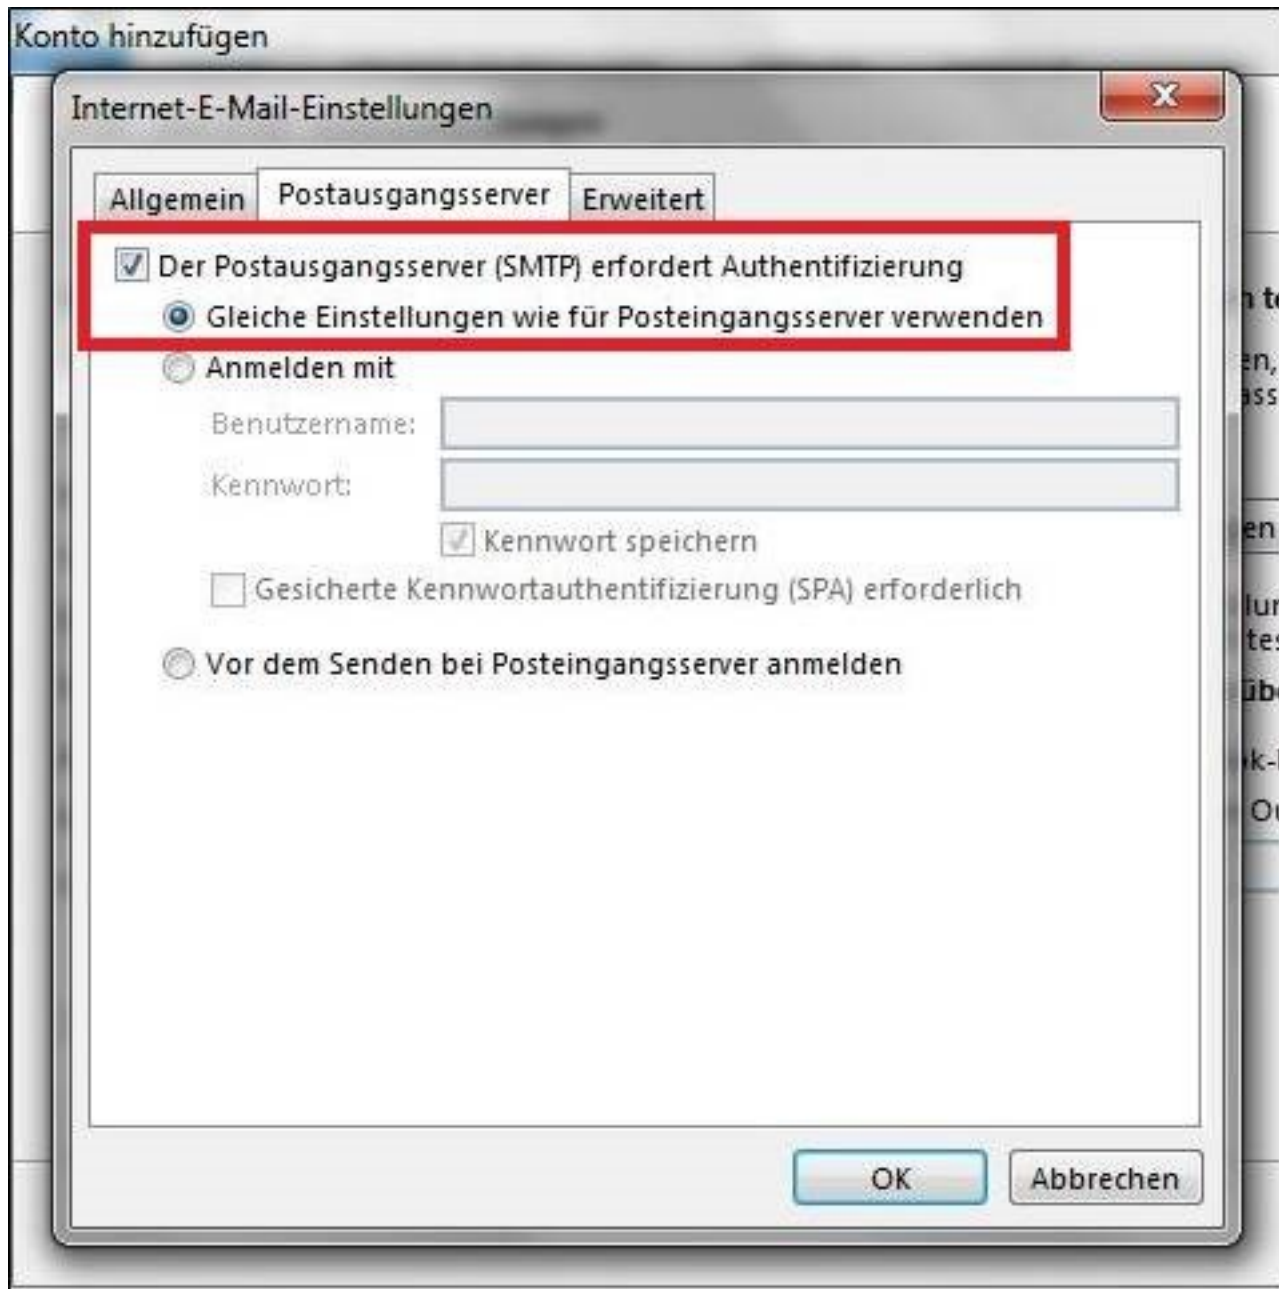 Konto hinzufügen
Internet-E-Mail-Einstellungen
Allgemein Postausgangsserver Erweitert
Der Postausgangsserver (SMTP) erfordert Authentifizierung
Gleiche Einstellungen wie für Posteingangsserver verwenden
Anmelden mit
Benutzername:
Kennwort:
Kennwort speichern
Gesicherte Kennwortauthentifizierung (SPA) erforderlich
Vor dem Senden bei Posteingangsserver anmelden
OK Abbrechen